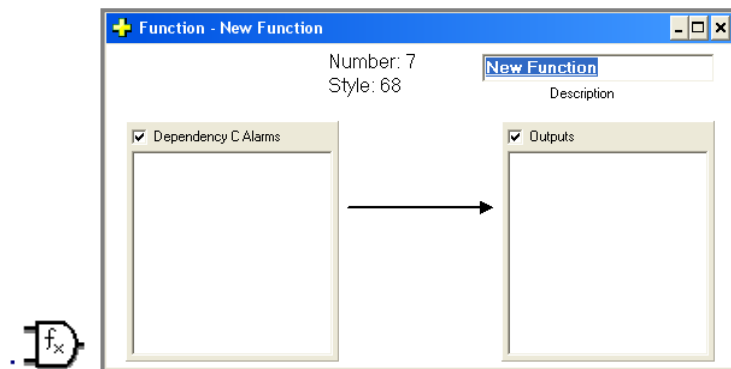 Function - New Function
Number: 7
New Function
Style: 68
Description
Dependency C Alarms
Outputs
fx